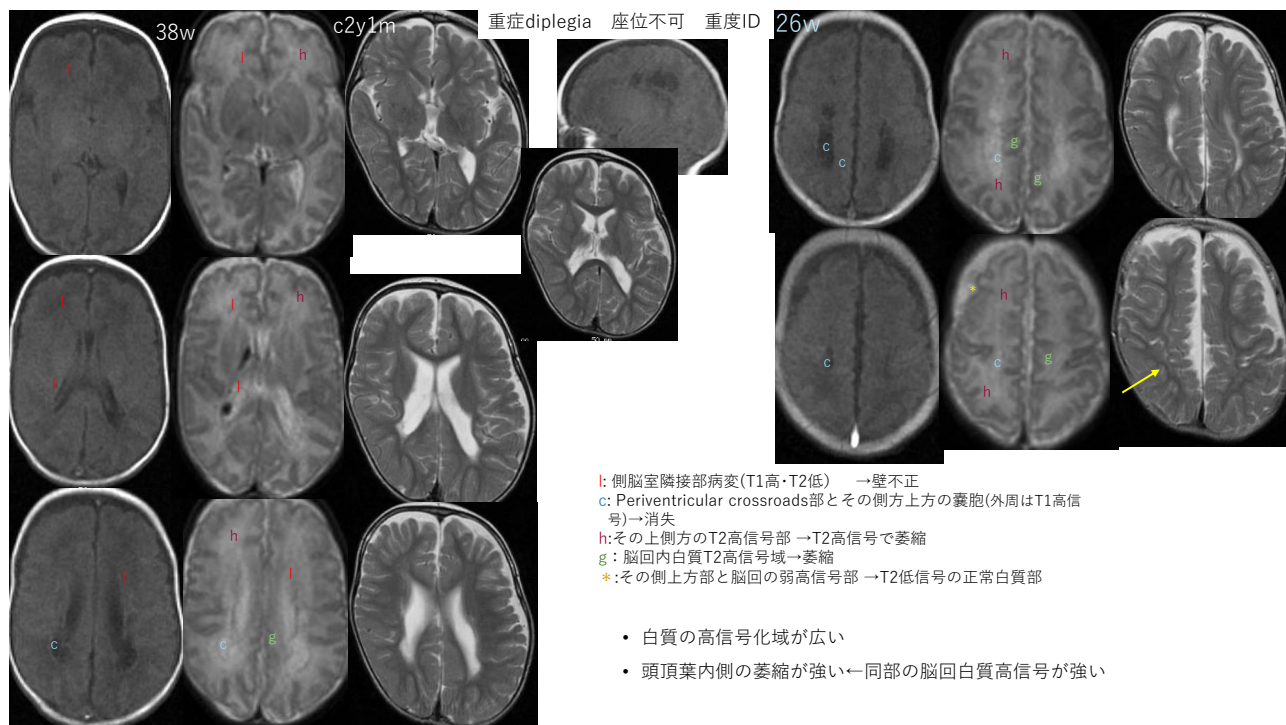 38w
c2y1m
重症diplegia　座位不可　重度ID
26w
l
h
l
h
c
c
g
h
g
l
l
l
h
l
h
*
c
c
g
h
h
l
l
c
c
g
l: 側脳室隣接部病変(T1高・T2低)　→壁不正
c: Periventricular crossroads部とその側方上方の嚢胞(外周はT1高信
号)→消失
h:その上側方のT2高信号部 →T2高信号で萎縮
g：脳回内白質T2高信号域→萎縮
＊:その側上方部と脳回の弱高信号部 →T2低信号の正常白質部
• 白質の高信号化域が広い
• 頭頂葉内側の萎縮が強い←同部の脳回白質高信号が強い